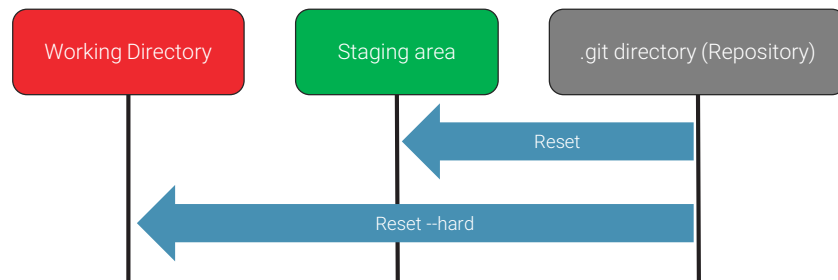 Working Directory
Staging area
.git directory (Repository)
Reset
Reset --hard